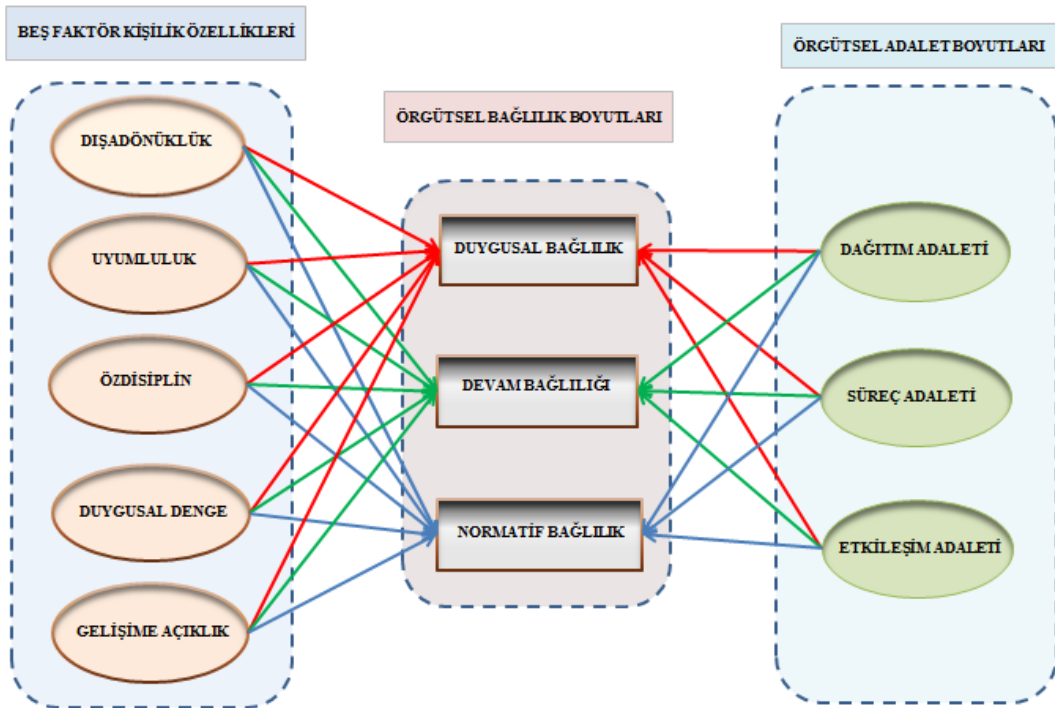 BEŞ FAKTÖR KİŞİLİK ÖZELLİKLERİ
DIŞADÖNÜKLÜK
UYUMLULUK
ÖZDİSİPLİN
DUYGUSAL DENGE
GELİŞİME AÇIKLIK
ÖRGÜTSEL BAĞLILIK BOYUTLARI
DUYGUSAL BAĞLILIK
DEVAM BAĞLILIĞI
NORMATİF BAĞLILIK
ÖRGÜTSEL ADALET BOYUTLARI
DAĞITIM ADALETİ
SÜREÇ ADALETİ
ETKİLEŞİM ADALETİ